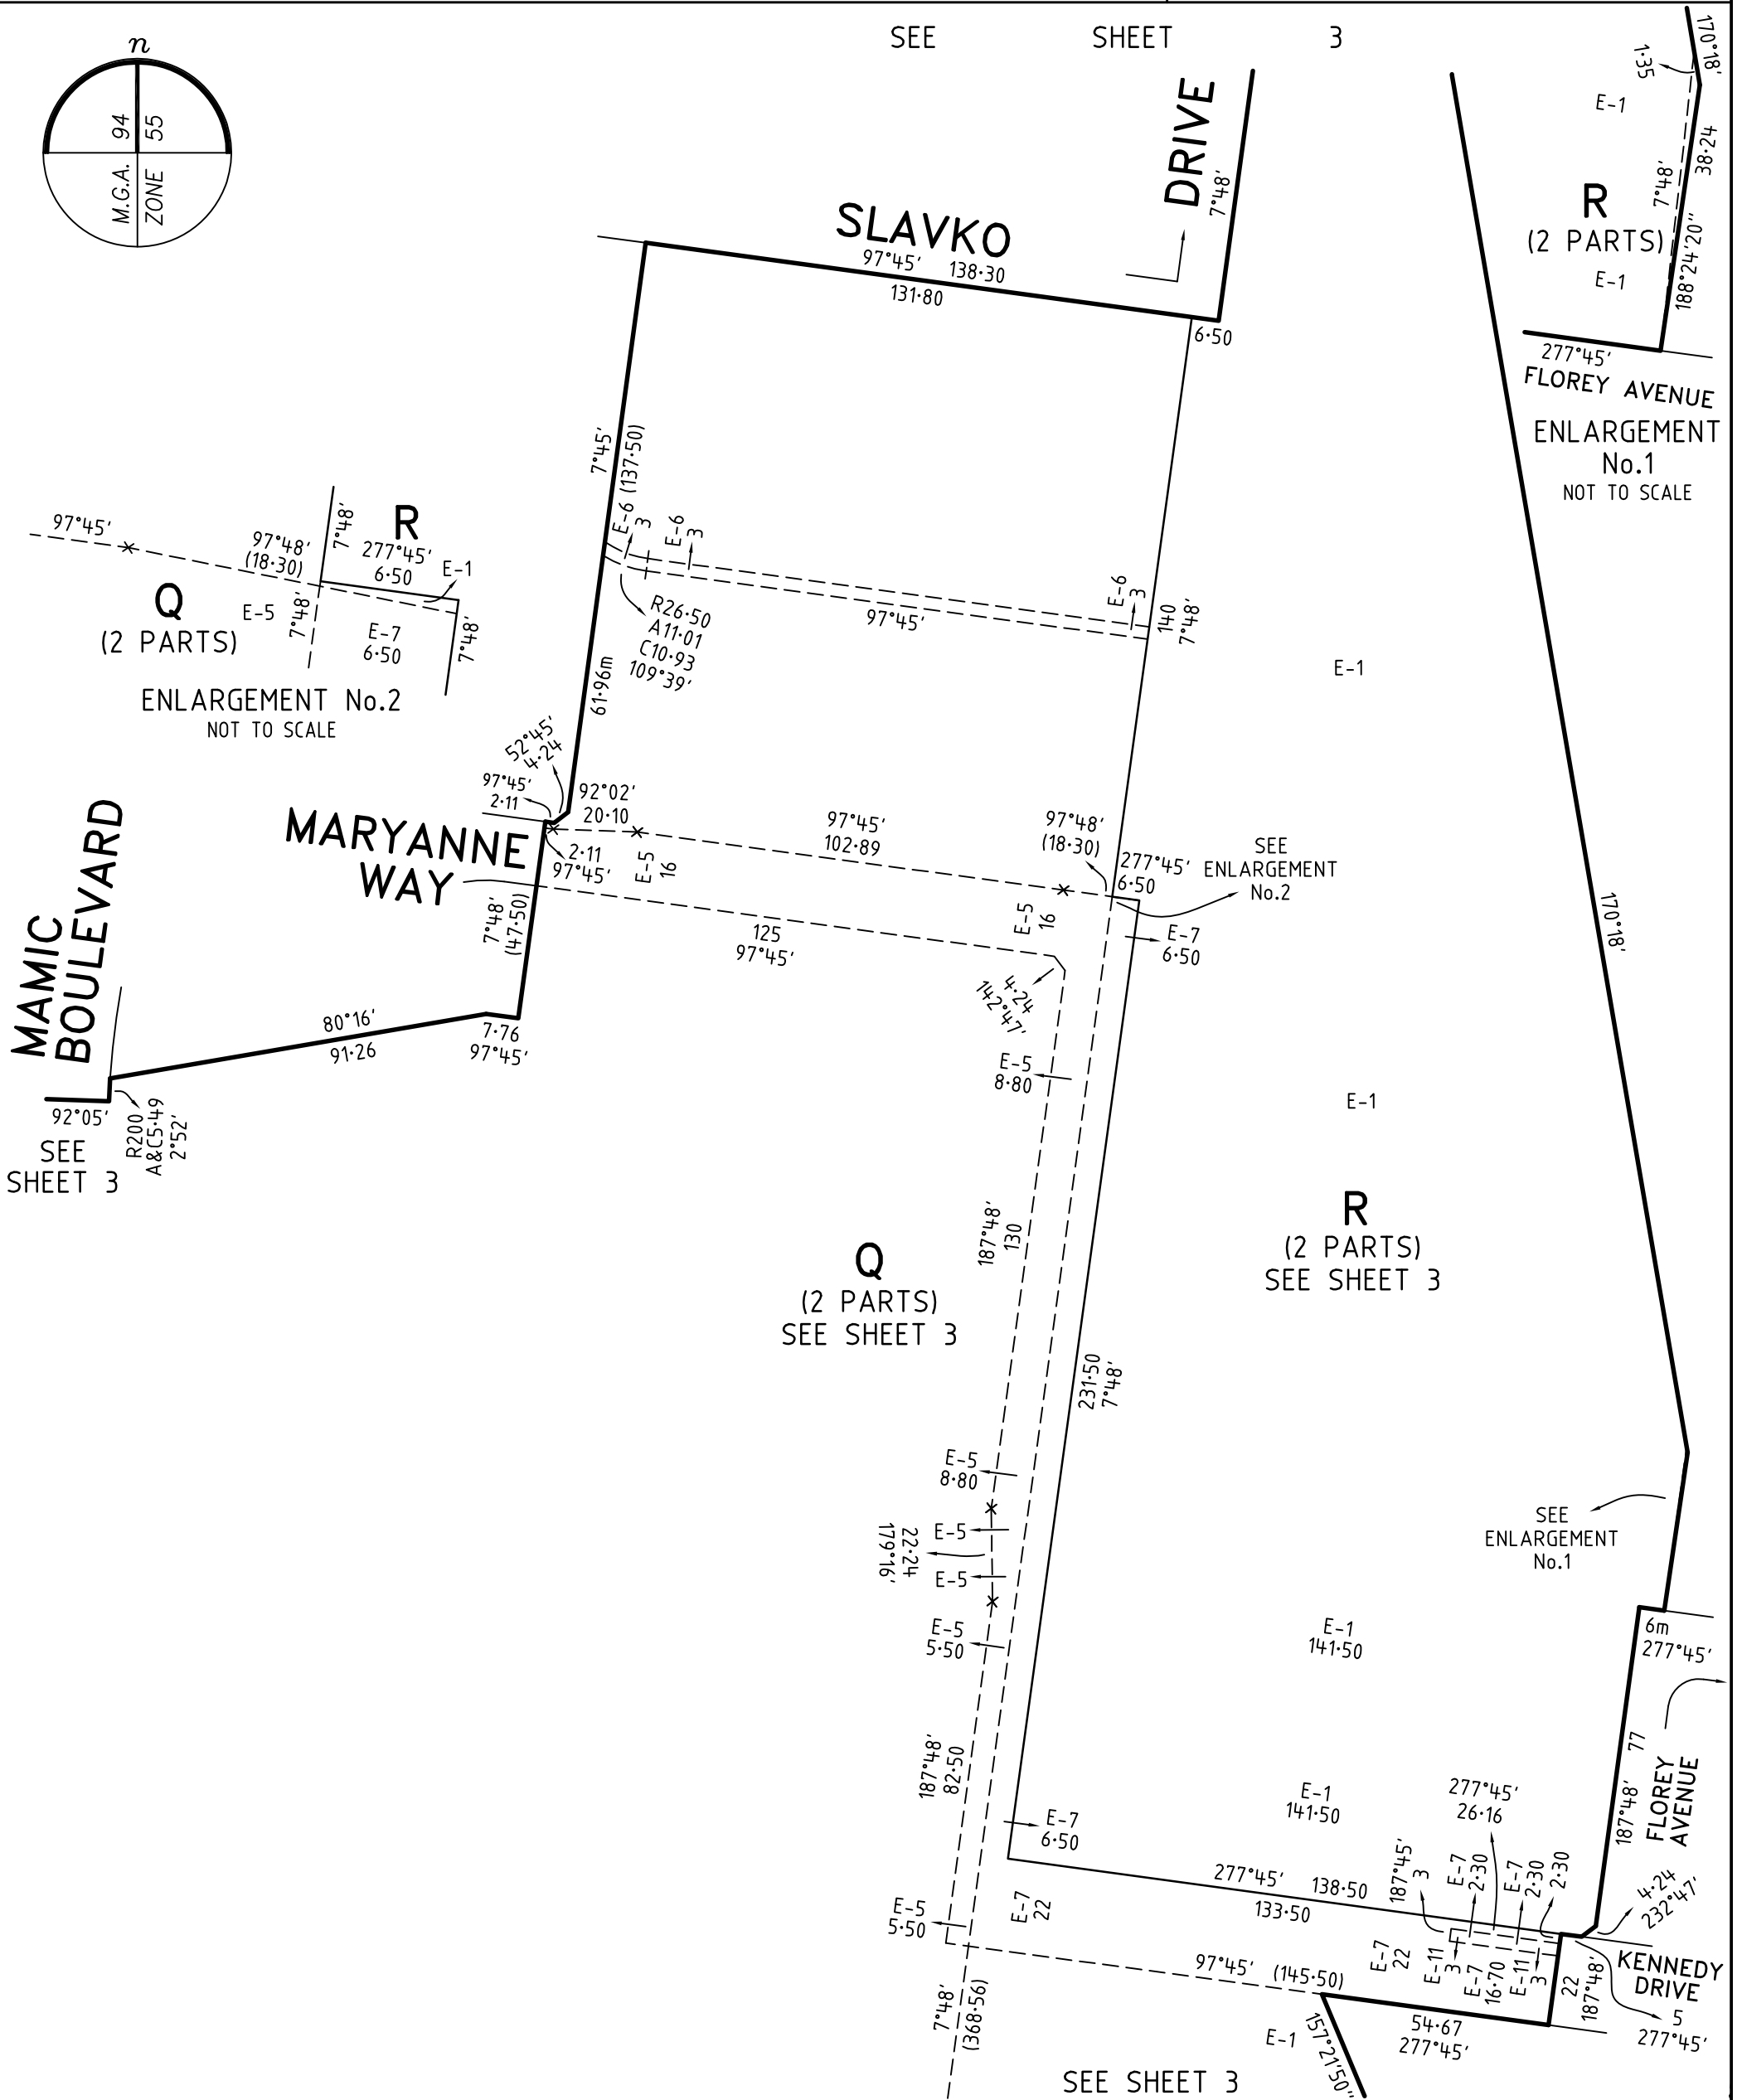 SEE SHEET 3
n
M.G.A. 94
ZONE 55
DRIVE
7°48'
SLAVKO
97°45' 138·30
131·80
6·50
170°18'
1·35
E-1
38·24
7°48'
R
(2 PARTS)
E-1
188°24'20"
277°45'
FLOREY AVENUE
ENLARGEMENT
No.1
NOT TO SCALE
7°45'
(137·50)
E-6
3
E-6
3
97°45'
97°48'
(18·30)
7°48'
R
277°45'
6·50
E-1
Q
(2 PARTS)
E-5
7°48'
E-7
6·50
7°48'
ENLARGEMENT No.2
NOT TO SCALE
R26·50
A11·01
C10·93
109°39'
97°45'
E-6
3
140
7°48'
E-1
61·96m
52°45'
4·24
97°45'
2·11
92°02'
20·10
MARYANNE
WAY
2·11
97°45'
E-5
16
97°45'
102·89
97°48'
(18·30)
277°45'
6·50
SEE
ENLARGEMENT
No.2
E-5
16
E-7
6·50
7°48'
(47·50)
125
97°45'
4·24
142°47'
170°18'
MAMIC
BOULEVARD
80°16'
91·26
7·76
97°45'
92°05'
R200
A&C5·49
2°52'
SEE
SHEET 3
E-5
8·80
E-1
187°48'
130
R
(2 PARTS)
SEE SHEET 3
Q
(2 PARTS)
SEE SHEET 3
231·50
7°48'
E-5
8·80
E-5
22·24
179°16'
E-5
SEE
ENLARGEMENT
No.1
E-5
5·50
E-1
141·50
6m
277°45'
187°48'
82·50
77
187°48'
FLOREY
AVENUE
E-7
6·50
E-1
141·50
277°45'
26·16
277°45' 138·50
133·50
187°45'
3
E-7
2·30
E-7
2·30
2·30
4·24
232°47'
E-5
5·50
E-7
22
E-7
22
E-11
3
E-7
16·70
E-11
3
22
187°48'
KENNEDY
DRIVE
5
277°45'
97°45' (145·50)
7°48'
(368·56)
54·67
277°45'
E-1
157°21'50"
SEE SHEET 3